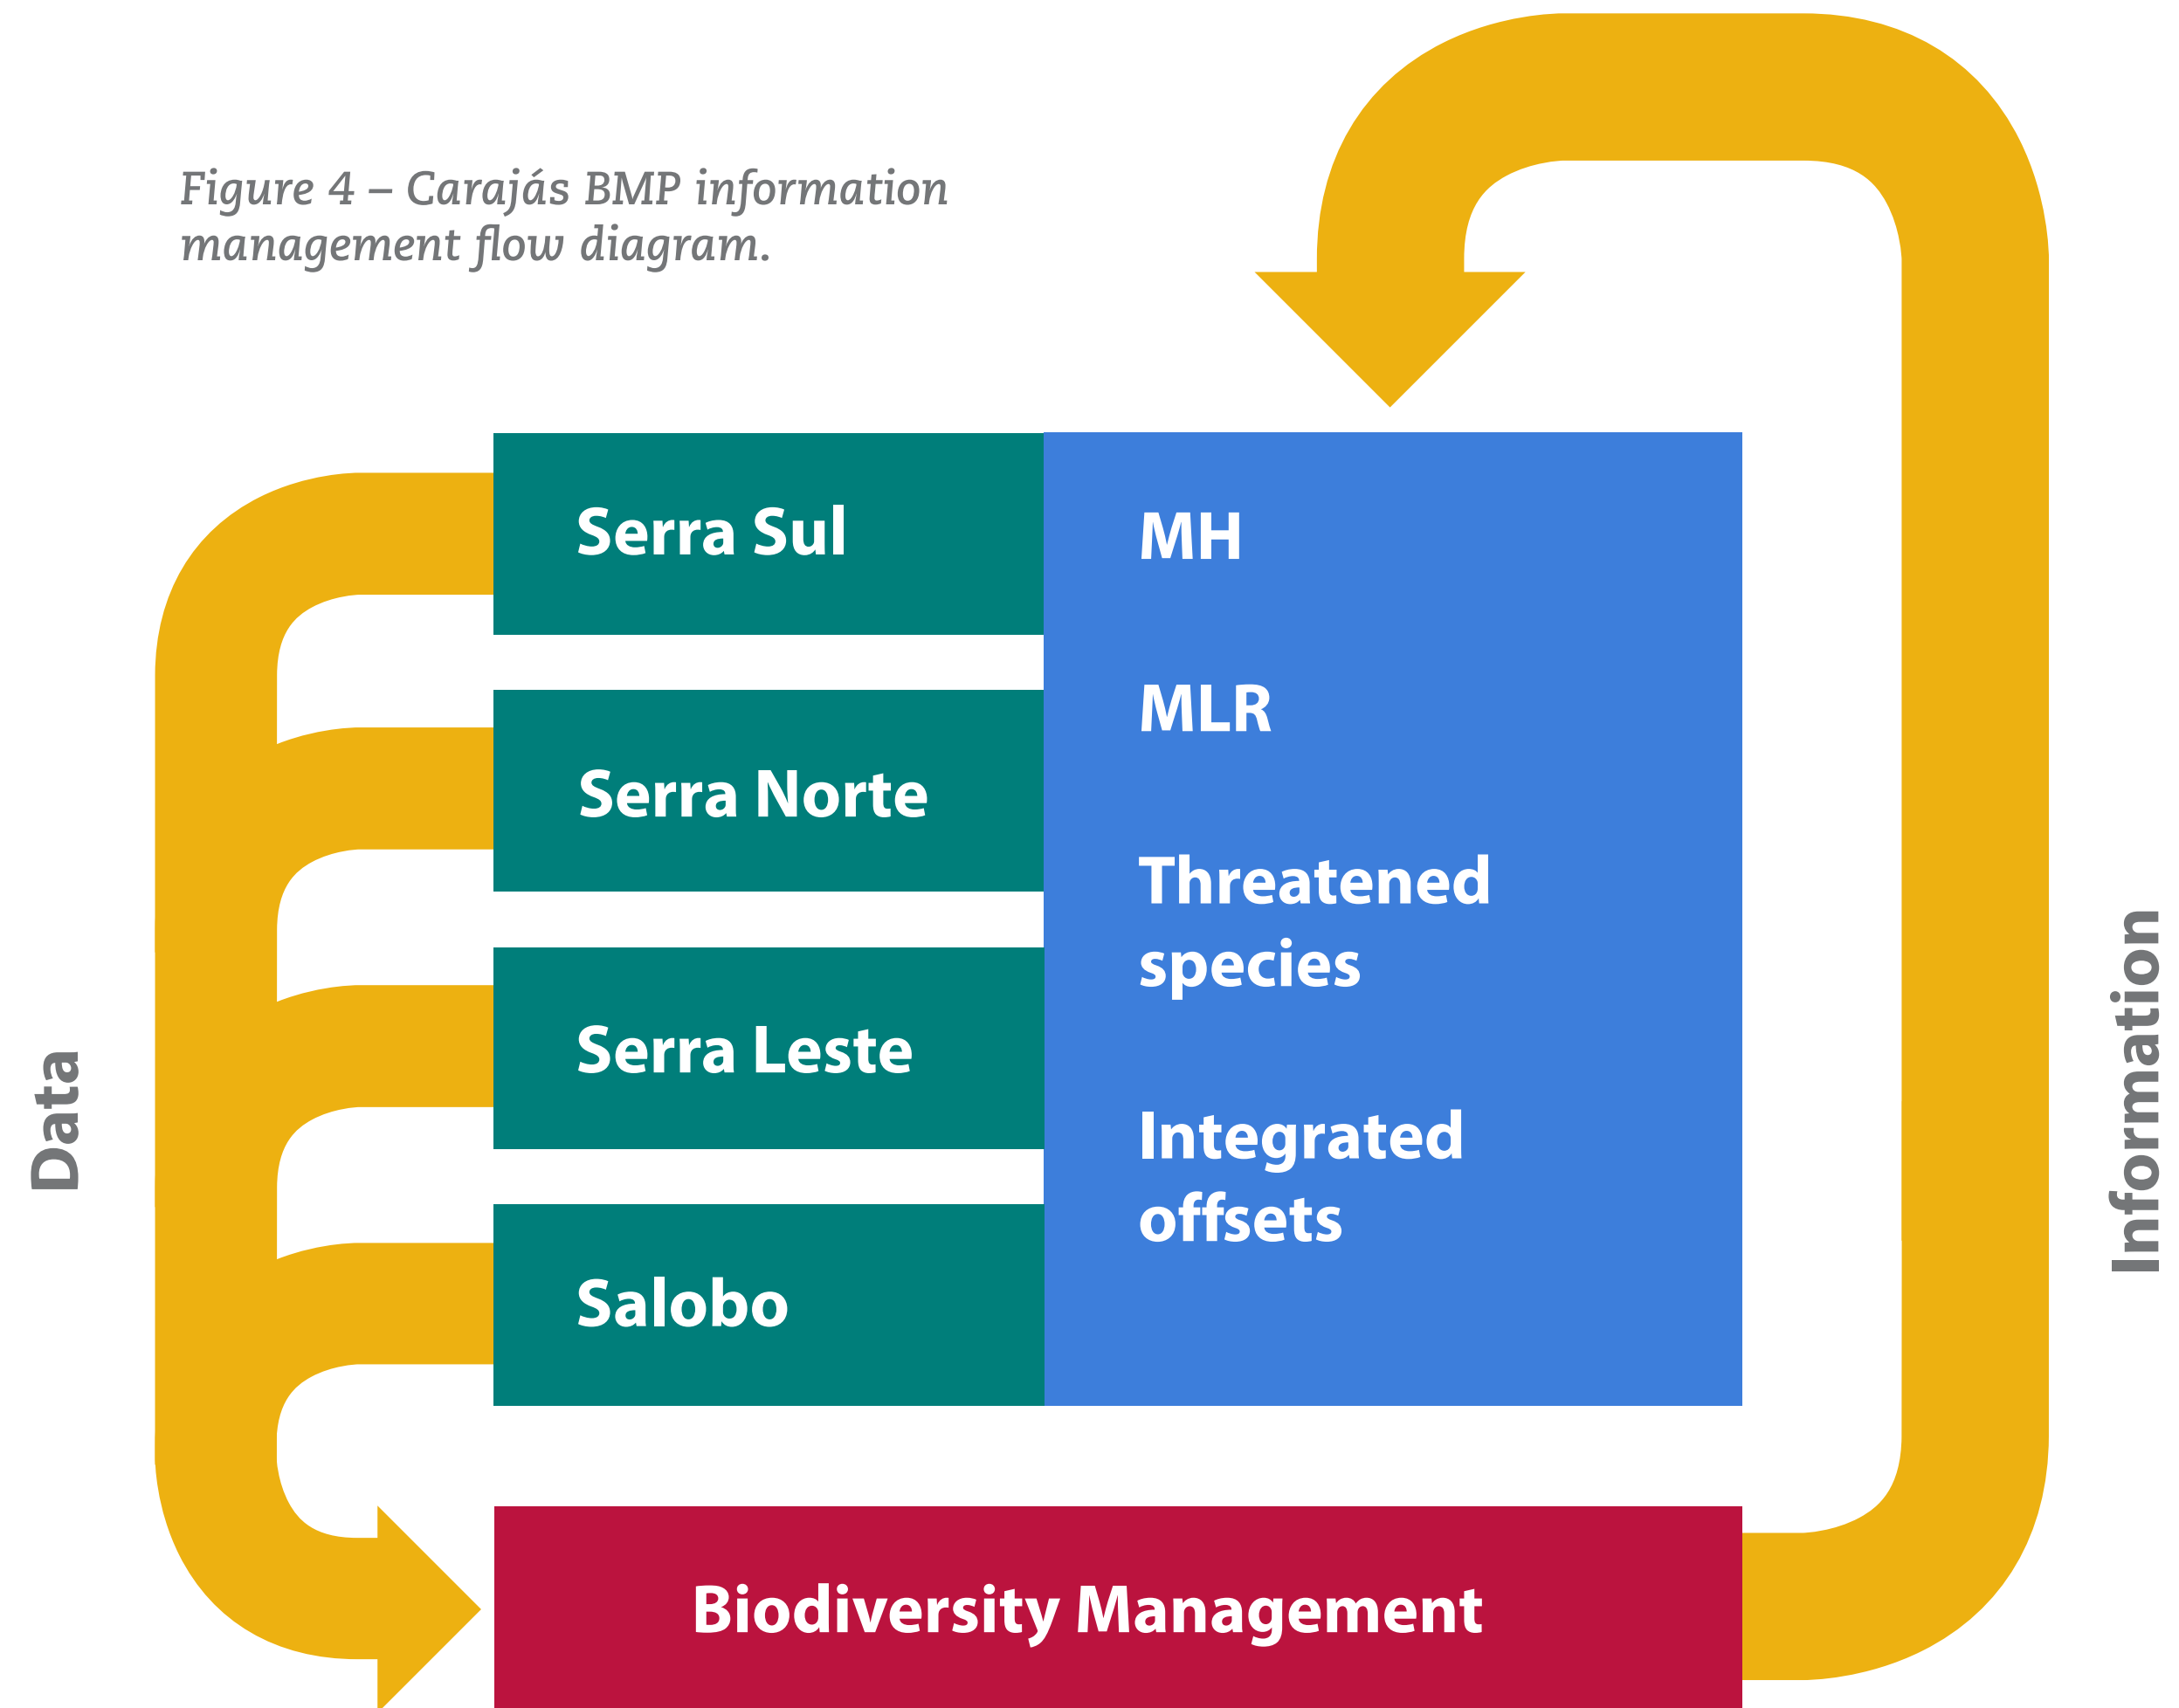 Figure 4 – Carajás BMP information
management flow diagram.
Serra Sul
Serra Norte
Serra Leste
Salobo
MH
MLR
Threatened
species
Integrated
offsets
Data
Information
Biodiversity Management